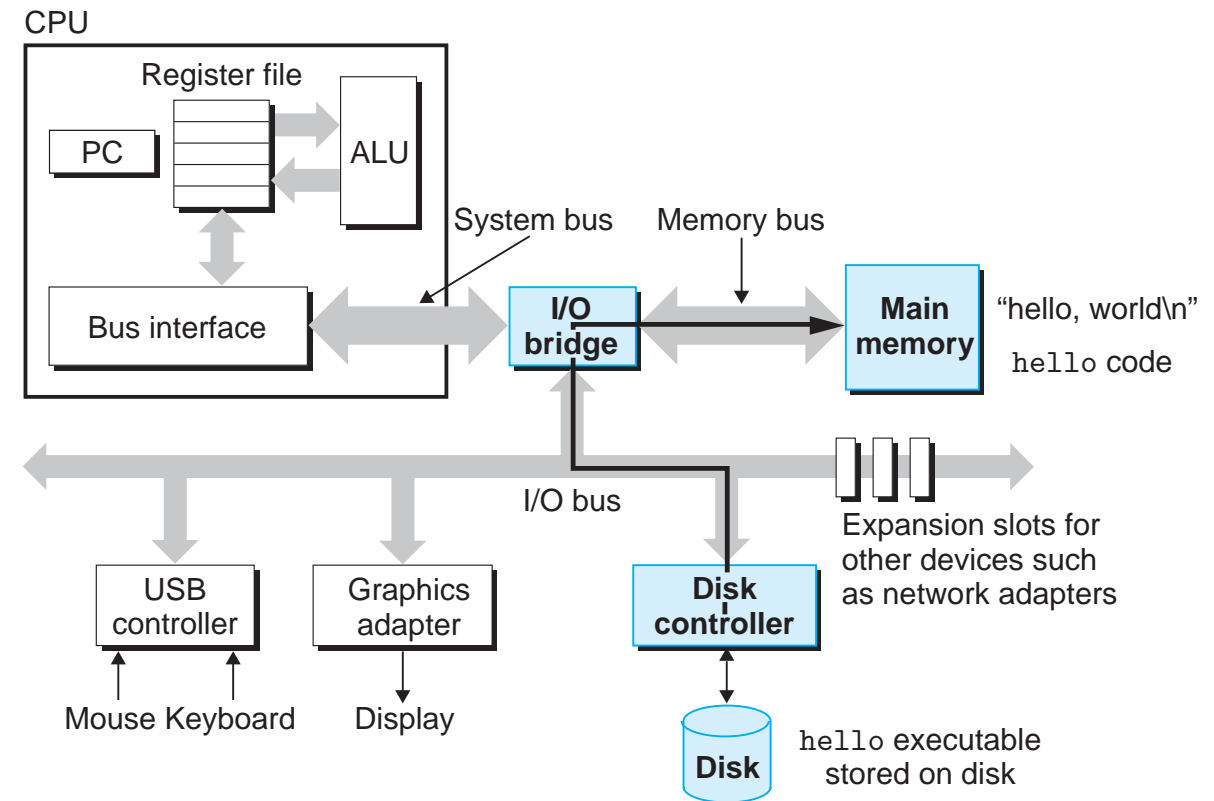 CPU
Register file
PC
ALU
System bus
Memory bus
Bus interface
I/O
bridge
Main
memory
“hello, world\n”
hello code
I/O bus
Expansion slots for
other devices such
as network adapters
USB
controller
Graphics
adapter
Disk
controller
Mouse Keyboard
Display
Disk
hello executable
stored on disk